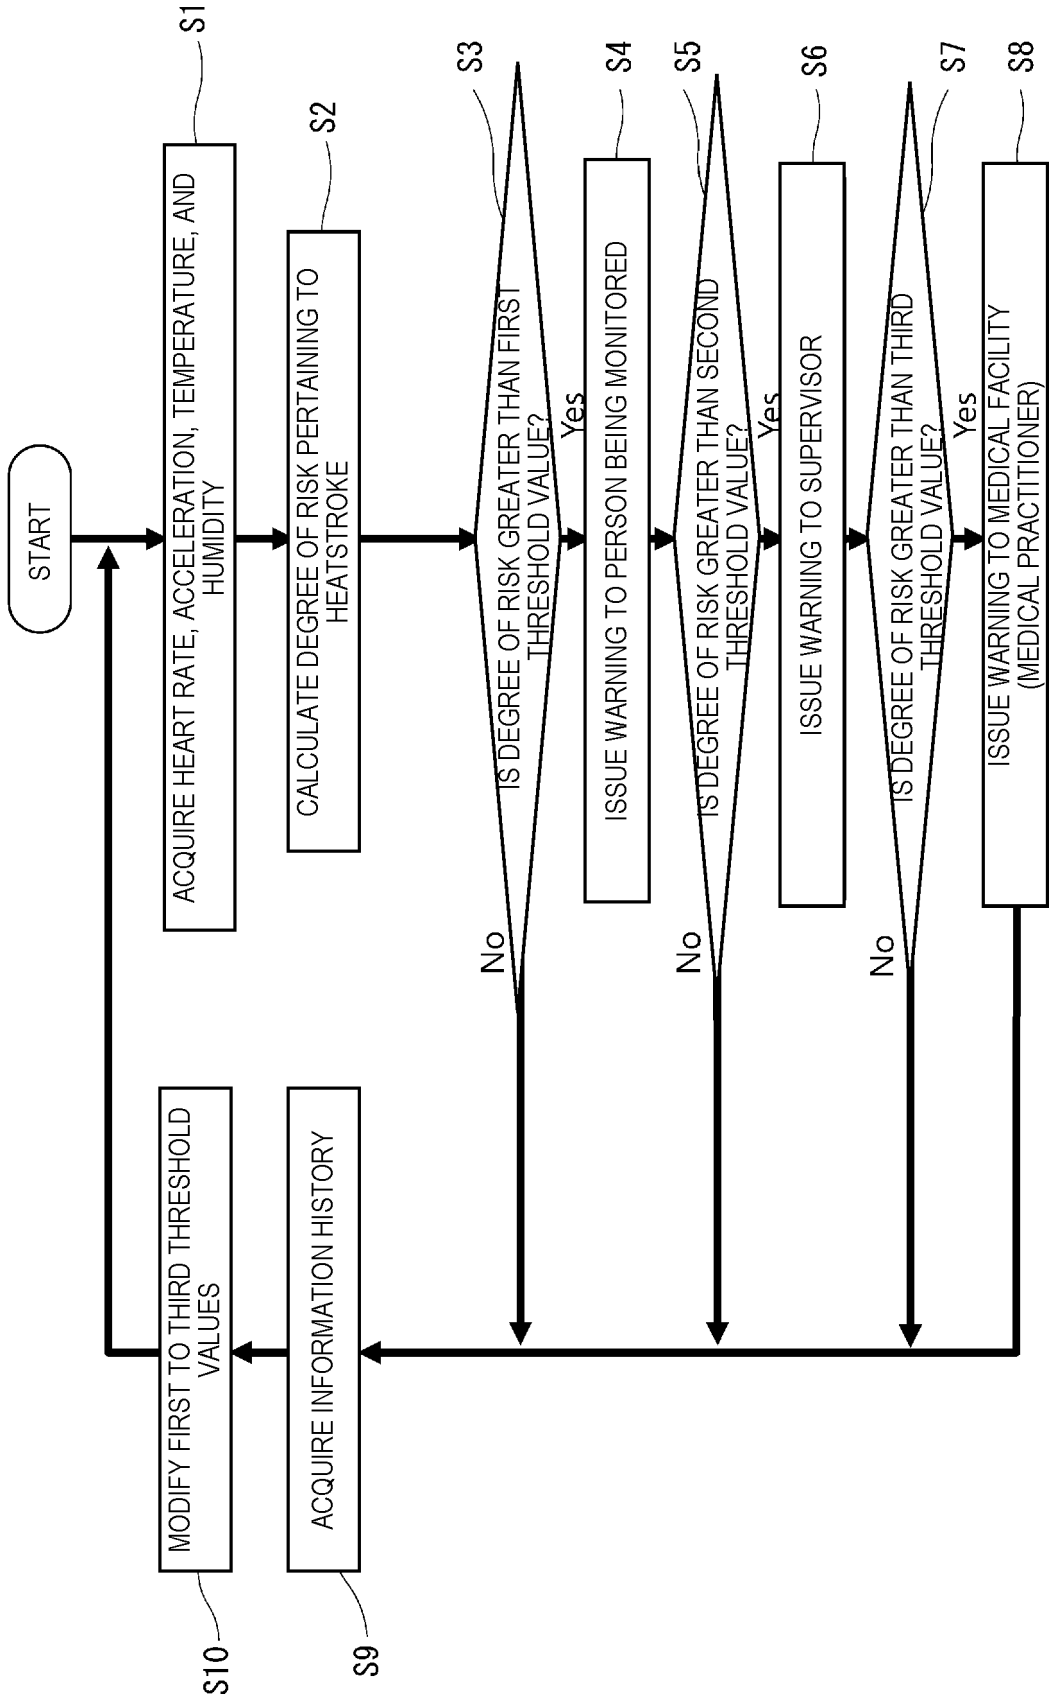 START
S1
ACQUIRE HEART RATE, ACCELERATION, TEMPERATURE, AND
HUMIDITY
S2
CALCULATE DEGREE OF RISK PERTAINING TO
HEATSTROKE
S3
IS DEGREE OF RISK GREATER THAN FIRST
THRESHOLD VALUE?
No
Yes
S4
ISSUE WARNING TO PERSON BEING MONITORED
S5
IS DEGREE OF RISK GREATER THAN SECOND
THRESHOLD VALUE?
No
Yes
S6
ISSUE WARNING TO SUPERVISOR
S7
IS DEGREE OF RISK GREATER THAN THIRD
THRESHOLD VALUE?
No
Yes
S8
ISSUE WARNING TO MEDICAL FACILITY
(MEDICAL PRACTITIONER)
S9
ACQUIRE INFORMATION HISTORY
S10
MODIFY FIRST TO THIRD THRESHOLD
VALUES